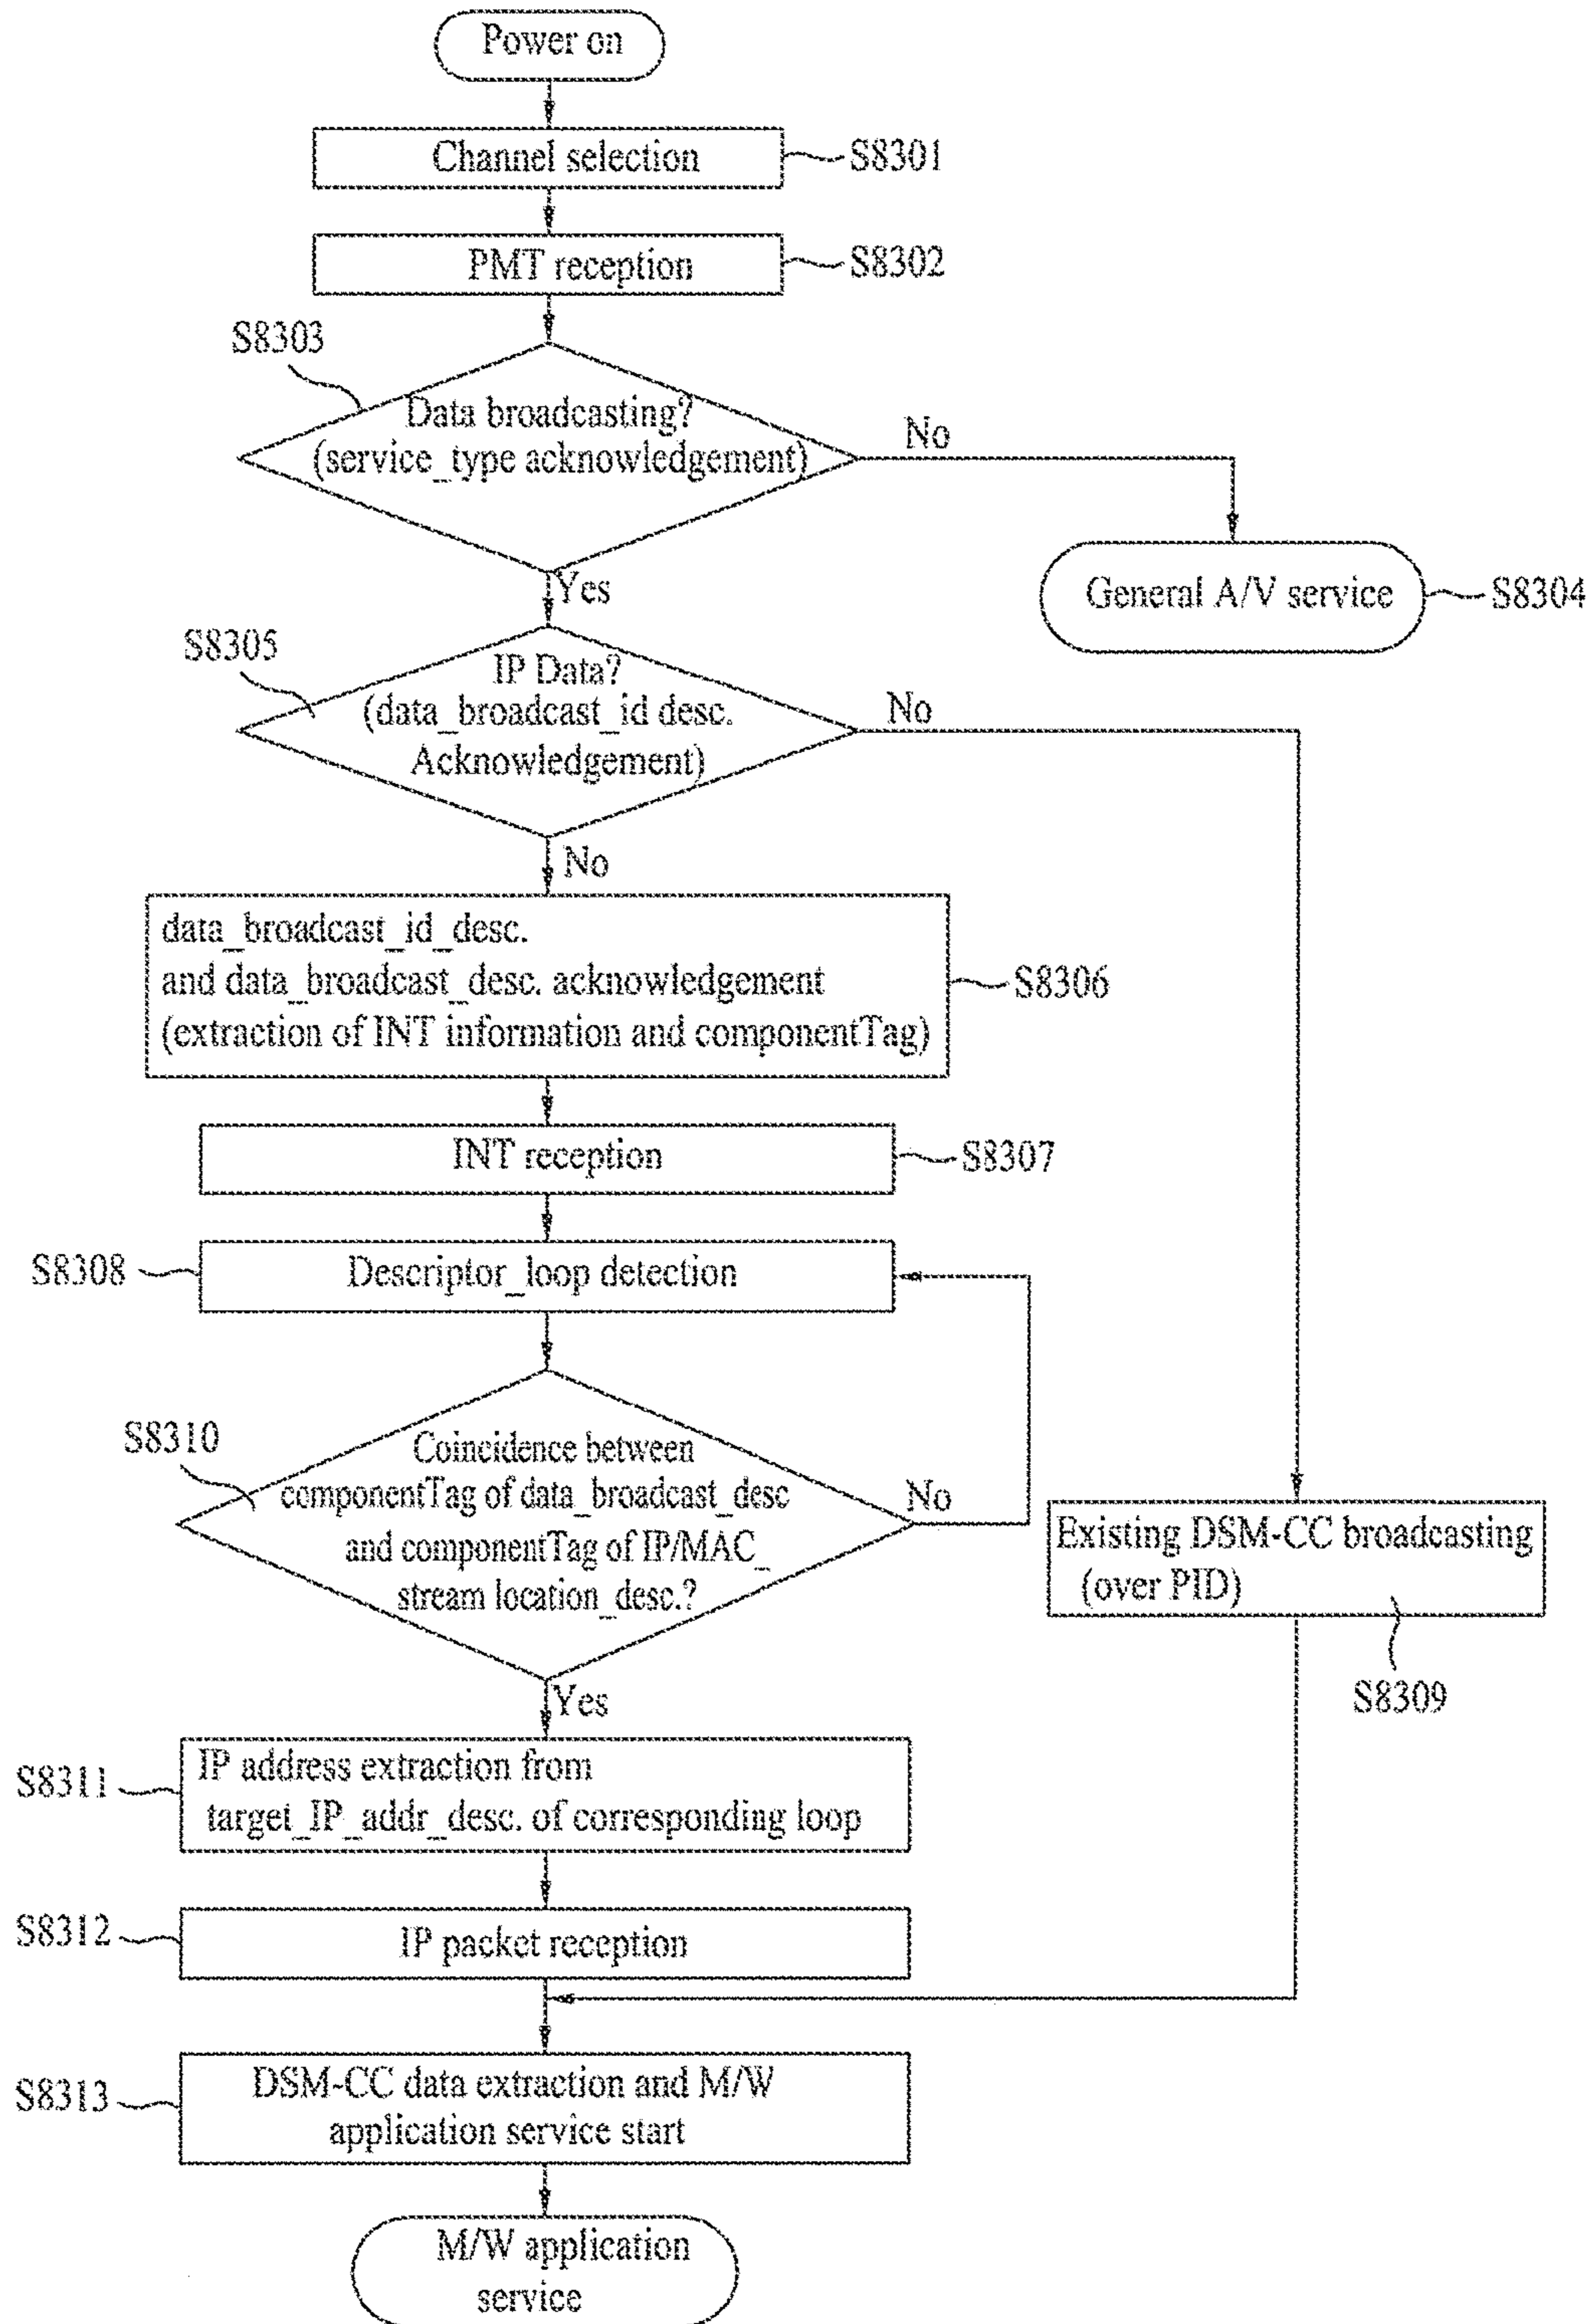 Power on
Channel selection
S8301
PMT reception
S8302
S8303
Data broadcasting?
(service_type acknowledgement)
No
Yes
General A/V service
S8304
S8305
IP Data?
(data_broadcast_id desc.
Acknowledgement)
No
No
data_broadcast_id_desc.
and data_broadcast_desc. acknowledgement
(extraction of INT information and componentTag)
S8306
INT reception
S8307
S8308
Descriptor_loop detection
S8310
Coincidence between
componentTag of data_broadcast_desc
and componentTag of IP/MAC_
stream location_desc.?
No
Existing DSM-CC broadcasting
(over PID)
S8309
Yes
S8311
IP address extraction from
target_IP_addr_desc. of corresponding loop
S8312
IP packet reception
S8313
DSM-CC data extraction and M/W
application service start
M/W application
service